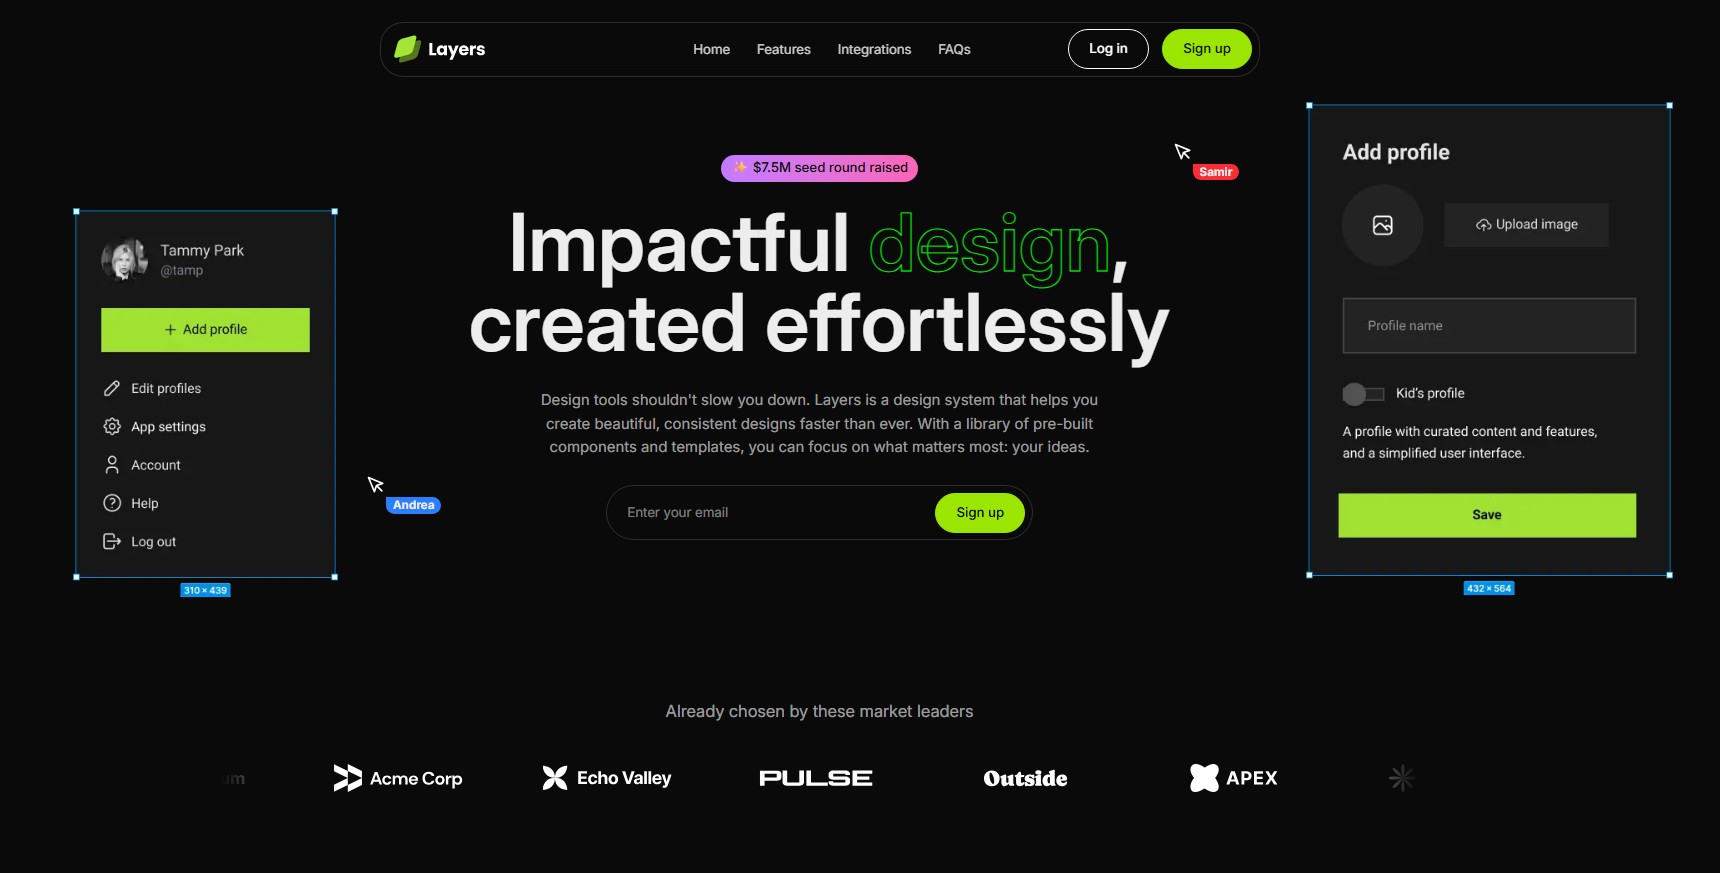 Layers
Home
Features
Integrations
FAQs
Log in
Sign up
$7.5M seed round raised
Samir
Impactful design,
created effortlessly
Design tools shouldn't slow you down. Layers is a design system that helps you
create beautiful, consistent designs faster than ever. With a library of pre-built
components and templates, you can focus on what matters most: your ideas.
Enter your email
Sign up
Tammy Park
@tamp
+ Add profile
Edit profiles
App settings
Account
Help
Log out
310 × 439
Andrea
Add profile
Upload image
Profile name
Kid's profile
A profile with curated content and features,
and a simplified user interface.
Save
432 × 564
Already chosen by these market leaders
Acme Corp
Echo Valley
PULSE
Outside
APEX